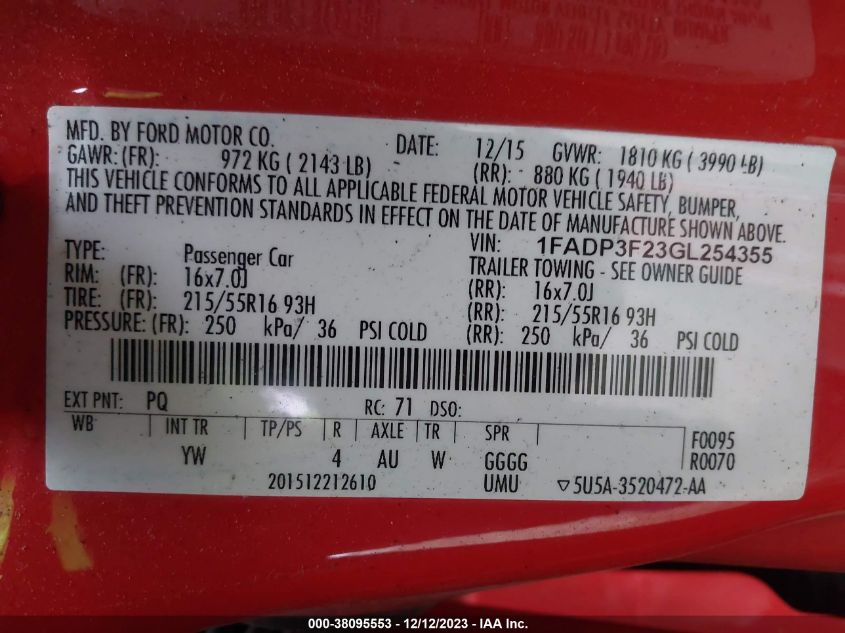 MFD. BY FORD MOTOR CO. DATE: 12/15 GVWR: 1810 KG ( 3990 LB)
GAWR: (FR): 972 KG ( 2143 LB) (RR): 880 KG ( 1940 LB)
THIS VEHICLE CONFORMS TO ALL APPLICABLE FEDERAL MOTOR VEHICLE SAFETY, BUMPER,
AND THEFT PREVENTION STANDARDS IN EFFECT ON THE DATE OF MANUFACTURE SHOWN ABOVE.
VIN: 1FADP3F23GL254355
TYPE: Passenger Car TRAILER TOWING - SEE OWNER GUIDE
RIM: (FR): 16x7.0J (RR): 16x7.0J
TIRE: (FR): 215/55R16 93H (RR): 215/55R16 93H
PRESSURE: (FR): 250 kPa/ 36 PSI COLD (RR): 250 kPa/ 36 PSI COLD
EXT PNT: PQ RC: 71 DSO:
WB INT TR TP/PS R AXLE TR SPR F0095
YW 4 AU W GGGG R0070
201512212610 UMU ▽5U5A-3520472-AA
000-38095553 - 12/12/2023 - IAAI.com.